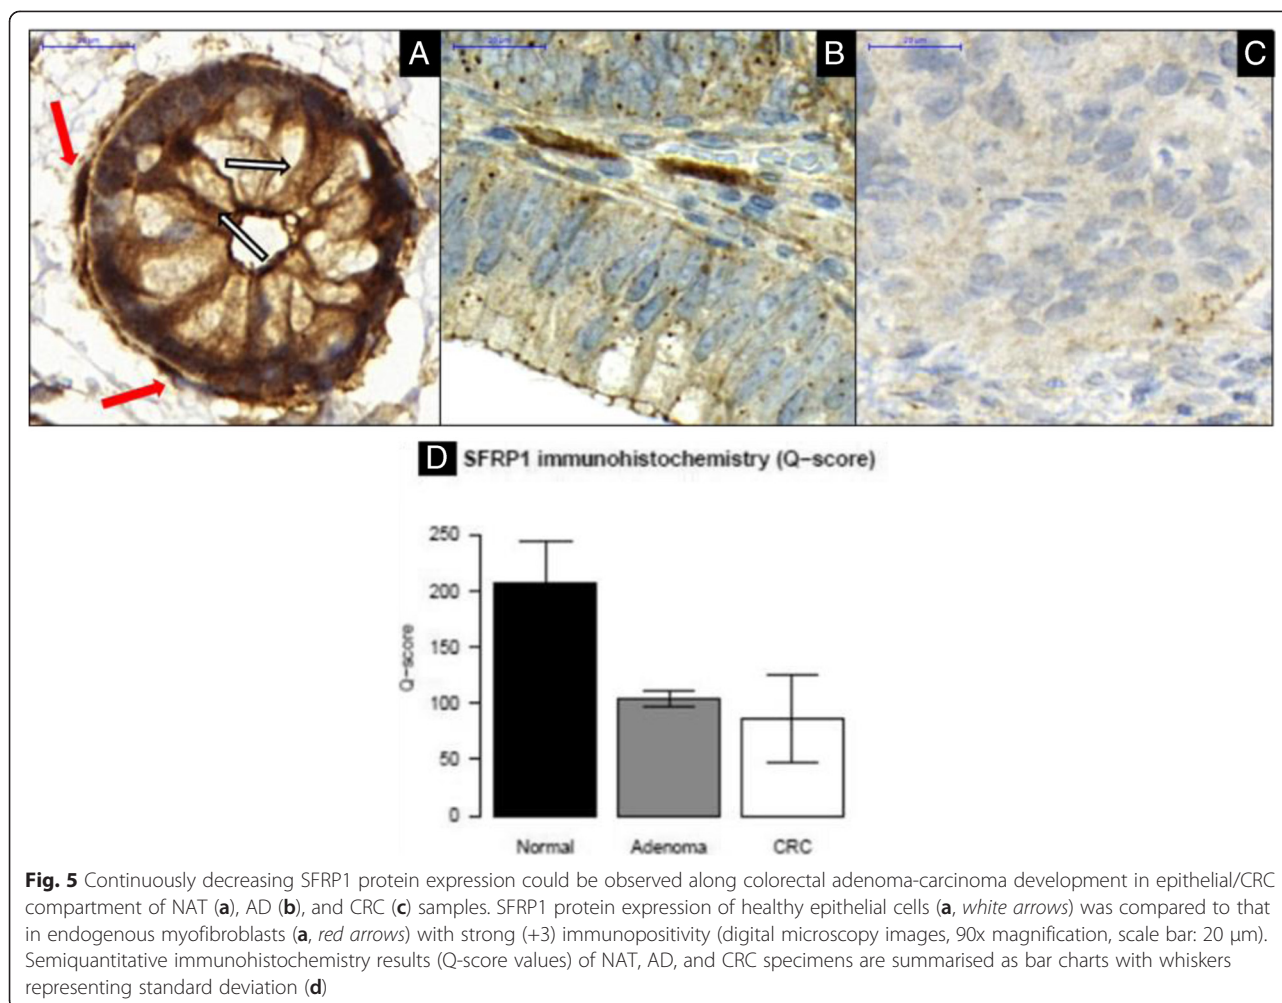 20 µm
A
B
20 µm
C
D SFRP1 immunohistochemistry (Q−score)
250
200
150
100
50
0
Q−score
Normal Adenoma CRC
Fig. 5 Continuously decreasing SFRP1 protein expression could be observed along colorectal adenoma-carcinoma development in epithelial/CRC
compartment of NAT (a), AD (b), and CRC (c) samples. SFRP1 protein expression of healthy epithelial cells (a, white arrows) was compared to that
in endogenous myofibroblasts (a, red arrows) with strong (+3) immunopositivity (digital microscopy images, 90x magnification, scale bar: 20 µm).
Semiquantitative immunohistochemistry results (Q-score values) of NAT, AD, and CRC specimens are summarised as bar charts with whiskers
representing standard deviation (d)